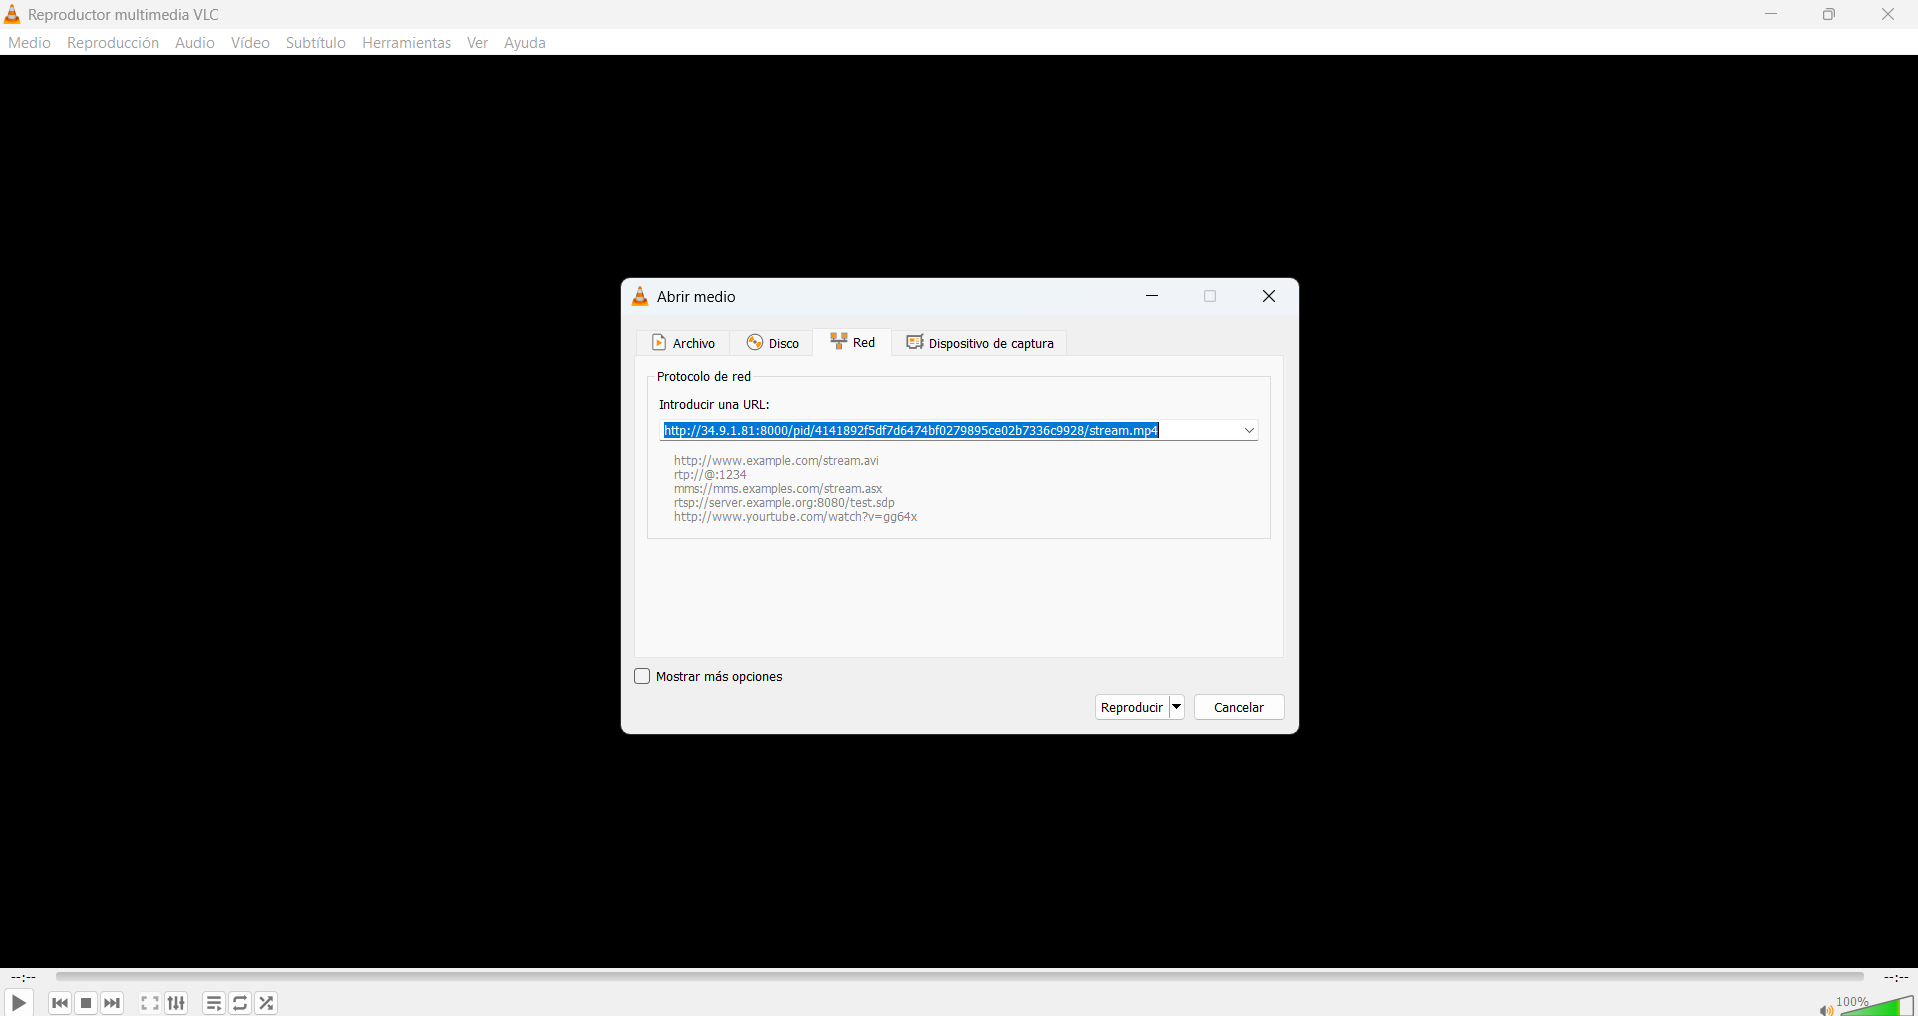 Reproductor multimedia VLC
Medio Reproducción Audio Vídeo Subtítulo Herramientas Ver Ayuda
Abrir medio
Archivo Disco Red Dispositivo de captura
Protocolo de red
Introducir una URL:
http://34.9.1.81:8000/pid/4141892f5df7d6474bf0279895ce02b7336c9928/stream.mp4
http://www.example.com/stream.avi
rtp://@:1234
mms://mms.examples.com/stream.asx
rtsp://server.example.org:8080/test.sdp
http://www.yourtube.com/watch?v=gg64x
Mostrar más opciones
Reproducir Cancelar
--:-- --:--
100%